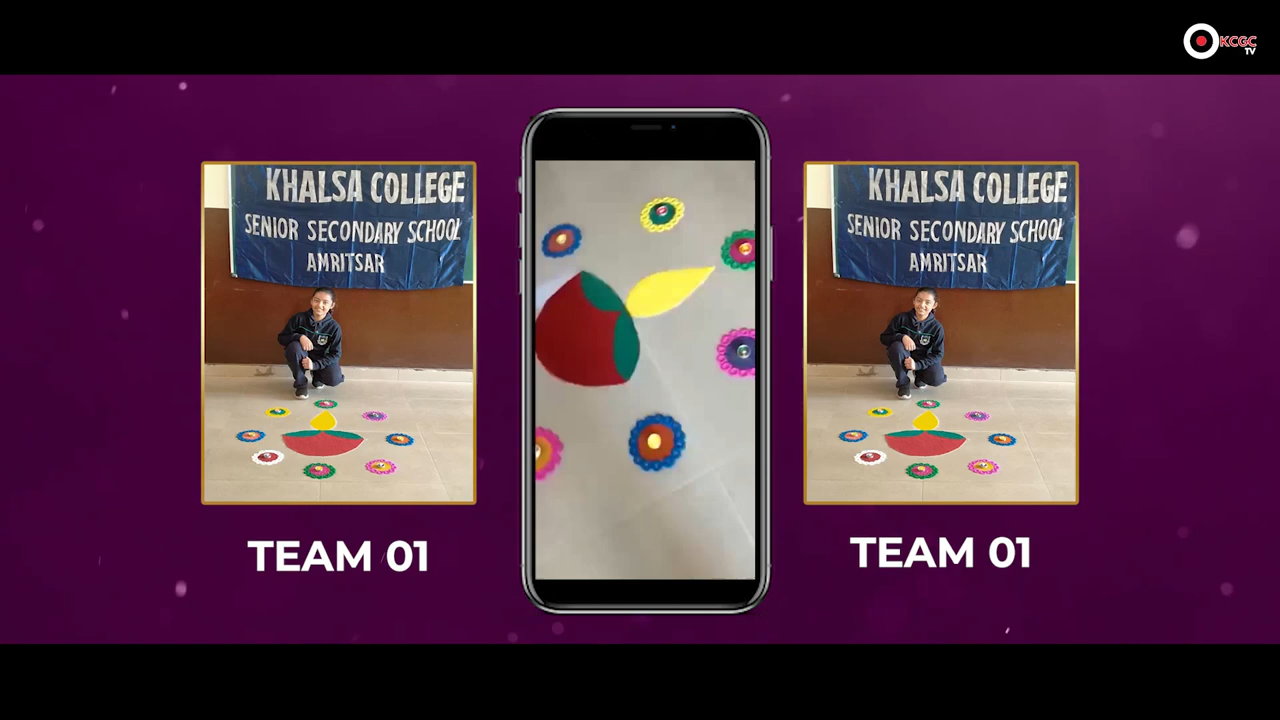 KCGC
TV
KHALSA COLLEGE
SENIOR SECONDARY SCHOOL
AMRITSAR
TEAM 01
KHALSA COLLEGE
SENIOR SECONDARY SCHOOL
AMRITSAR
TEAM 01